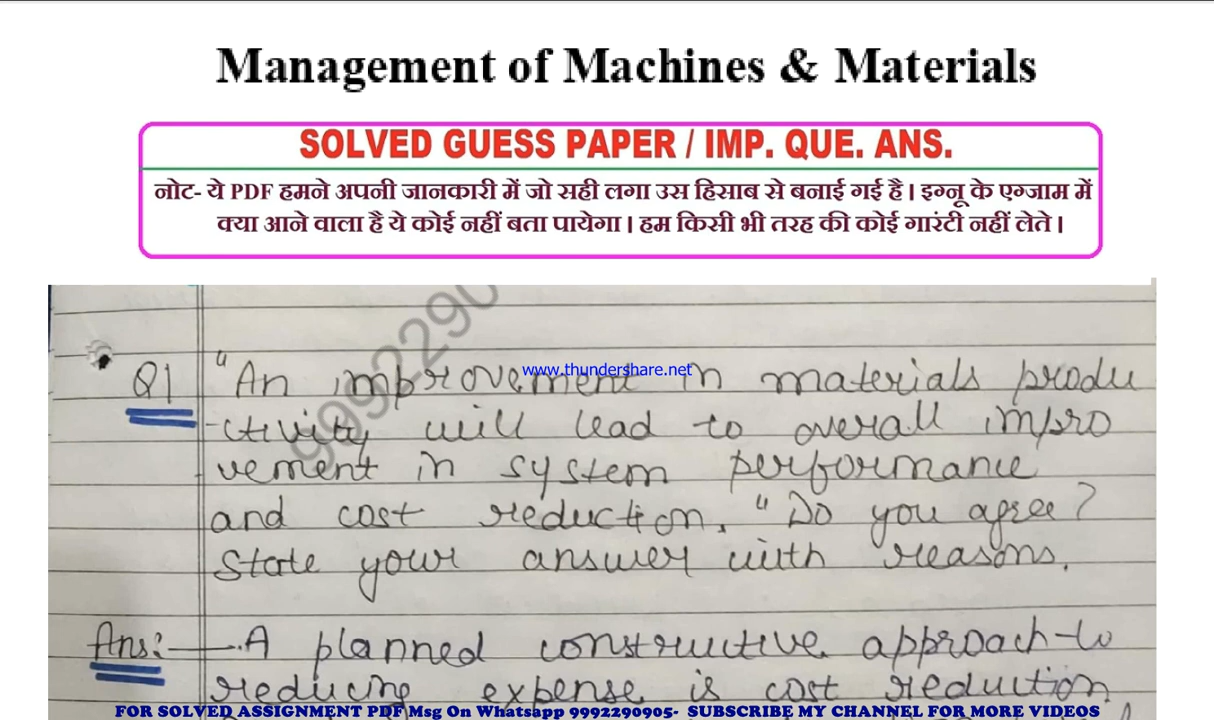 Management of Machines & Materials
SOLVED GUESS PAPER / IMP. QUE. ANS.
नोट- ये PDF हमने अपनी जानकारी में जो सही लगा उस हिसाब से बनाई गई है। इग्नू के एग्जाम में
क्या आने वाला है ये कोई नहीं बता पायेगा। हम किसी भी तरह की कोई गारंटी नहीं लेते।
9992290
www.thundershare.net
Q1 "An improvement in materials produ
-ctivity will lead to overall impro
vement in system performance
and cost reduction. "Do you agree?
State your answer with reasons.
Ans:—. A planned constructive approach to
reducing expense is cost reduction
FOR SOLVED ASSIGNMENT PDF Msg On Whatsapp 9992290905- SUBSCRIBE MY CHANNEL FOR MORE VIDEOS